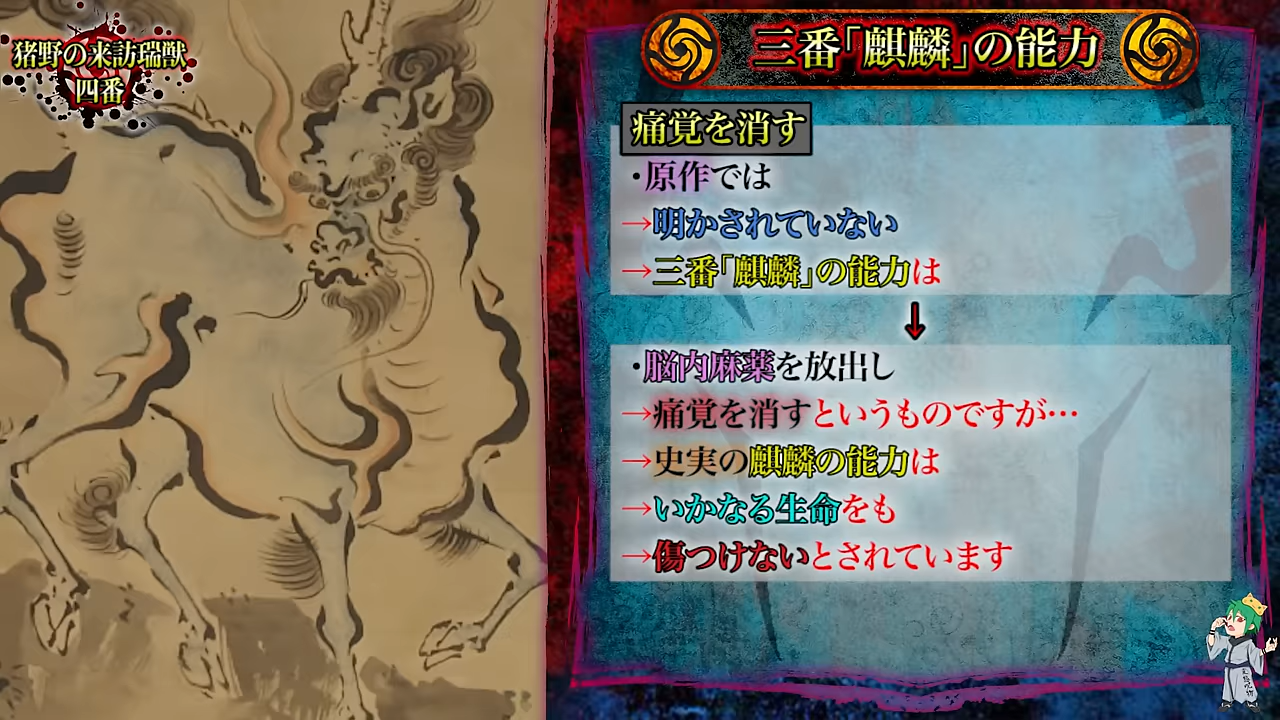 猪野の来訪瑞獣
四番
三番「麒麟」の能力
痛覚を消す
・原作では
→明かされていない
→三番「麒麟」の能力は
↓
・脳内麻薬を放出し
→痛覚を消すというものですが…
→史実の麒麟の能力は
→いかなる生命をも
→傷つけないとされています